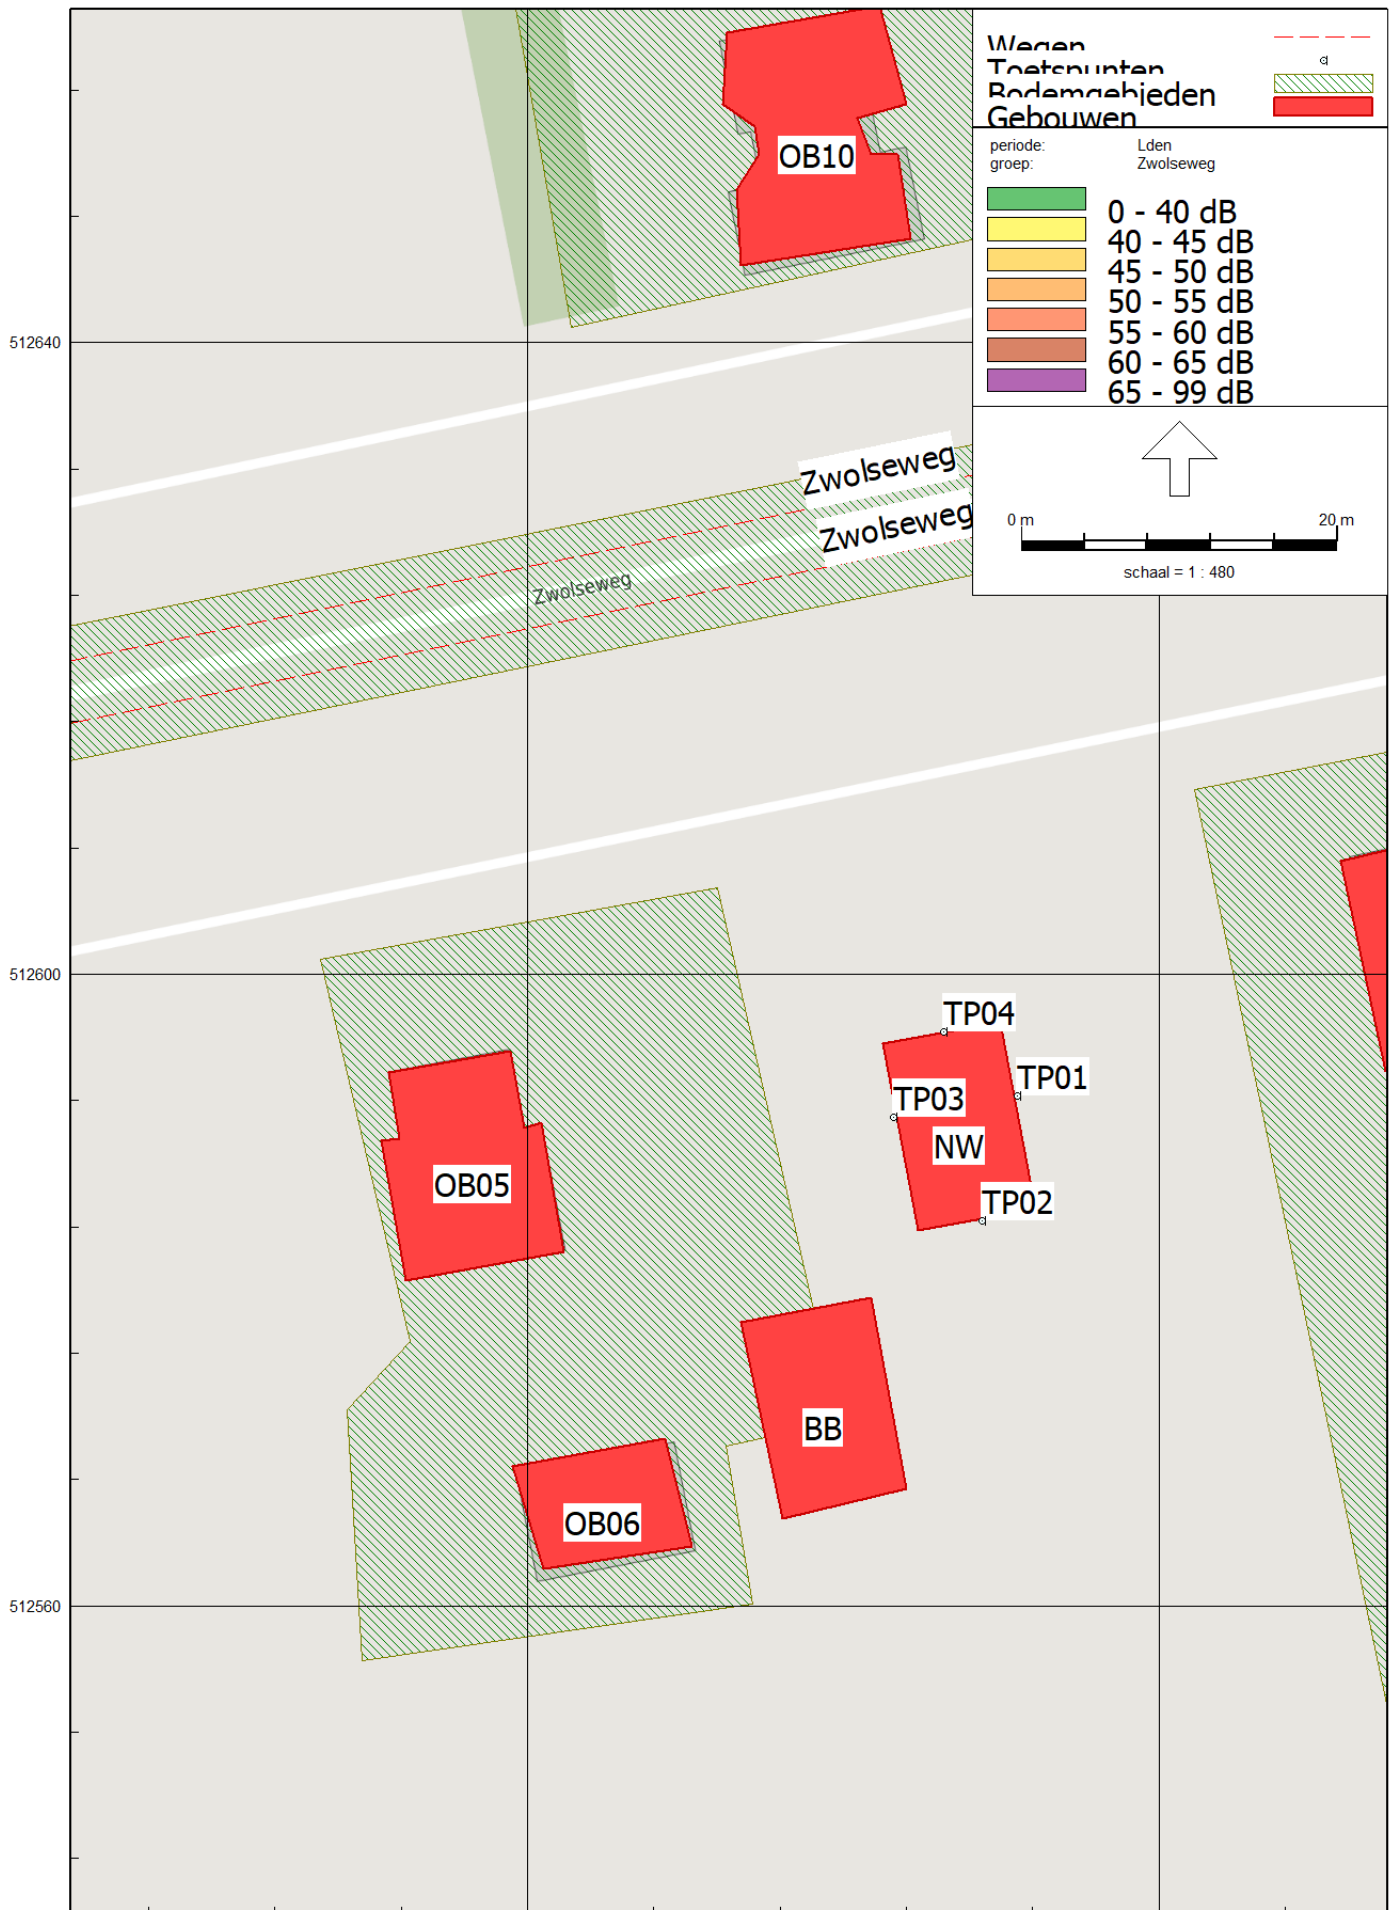 Wegen
Toetspunten
Bodemgebieden
Gebouwen
periode: Lden
groep: Zwolseweg
0 - 40 dB
40 - 45 dB
45 - 50 dB
50 - 55 dB
55 - 60 dB
60 - 65 dB
65 - 99 dB
0 m 20 m
schaal = 1 : 480
OB10
512640
Zwolseweg
Zwolseweg
Zwolseweg
512600
TP04
TP01
TP03
NW
OB05
TP02
BB
OB06
512560